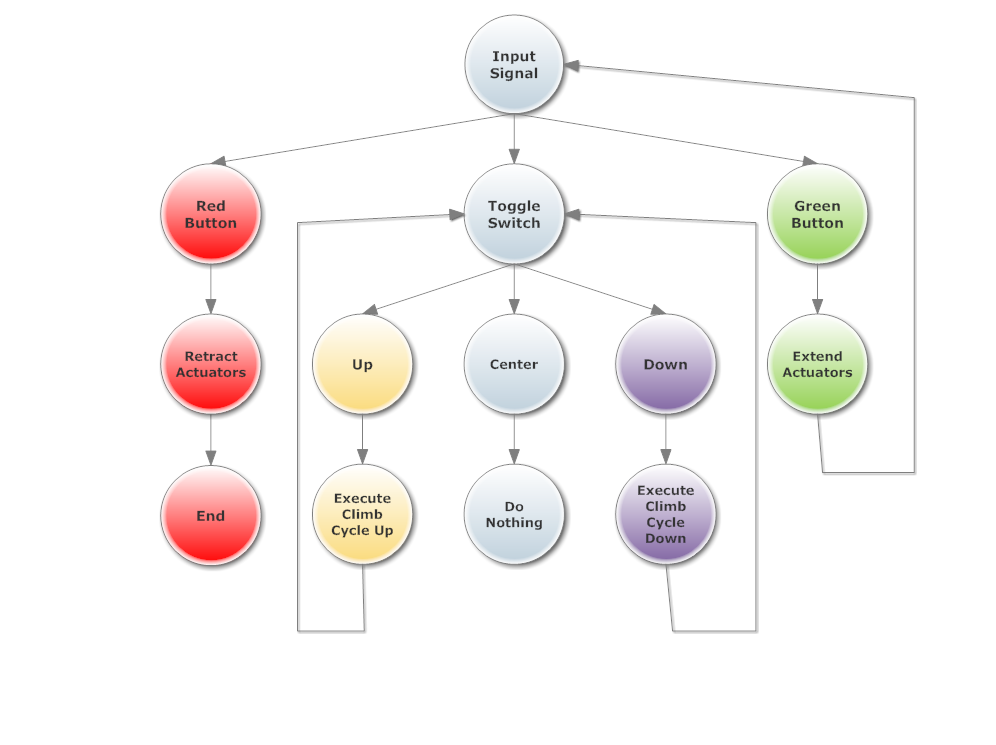 Input
Signal
Red
Button
Toggle
Switch
Green
Button
Retract
Actuators
Up
Center
Down
Extend
Actuators
End
Execute
Climb
Cycle Up
Do
Nothing
Execute
Climb
Cycle
Down